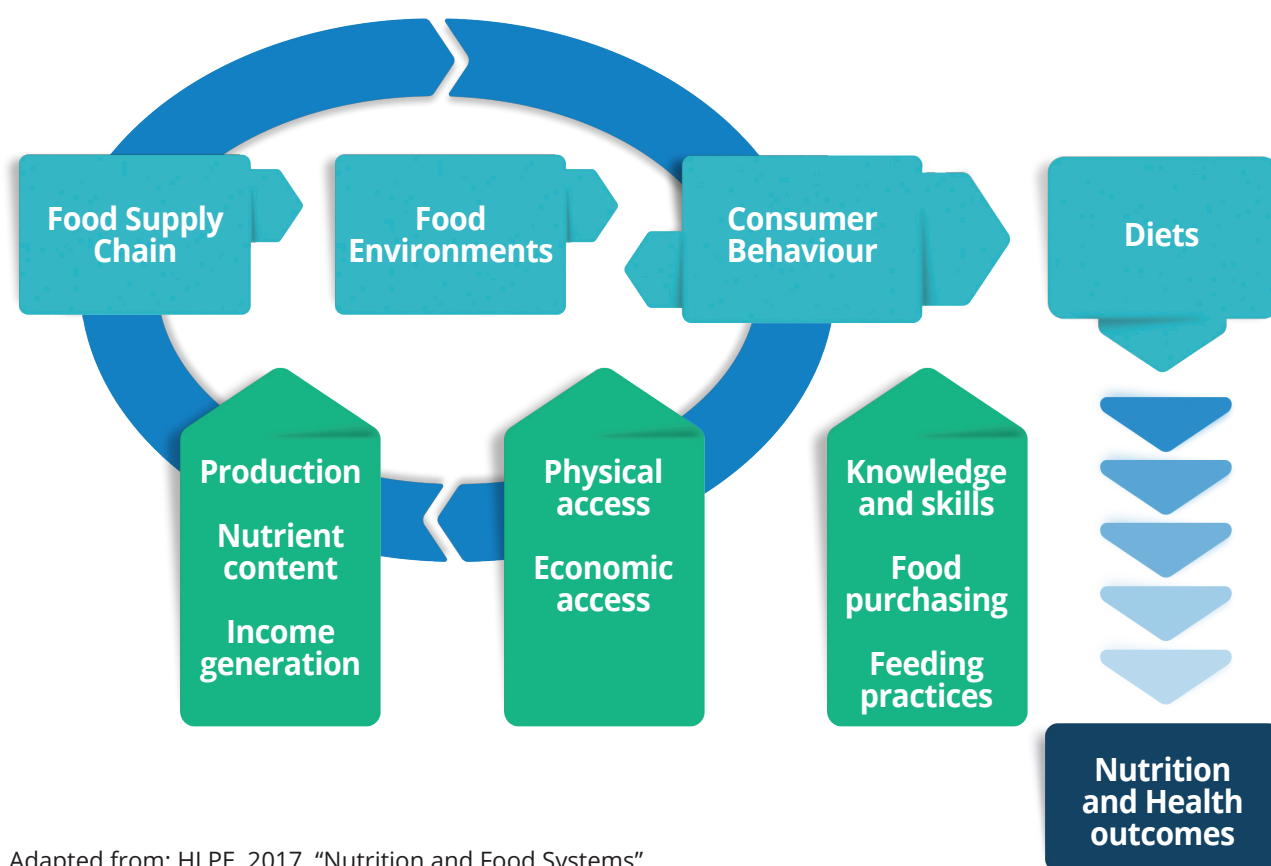 Food Supply
Chain
Food
Environments
Consumer
Behaviour
Diets
Production
Nutrient
content
Income
generation
Physical
access
Economic
access
Knowledge
and skills
Food
purchasing
Feeding
practices
Nutrition
and Health
outcomes
Adapted from: HLPE, 2017. “Nutrition and Food Systems”